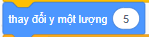 thay đổi y một lượng 5